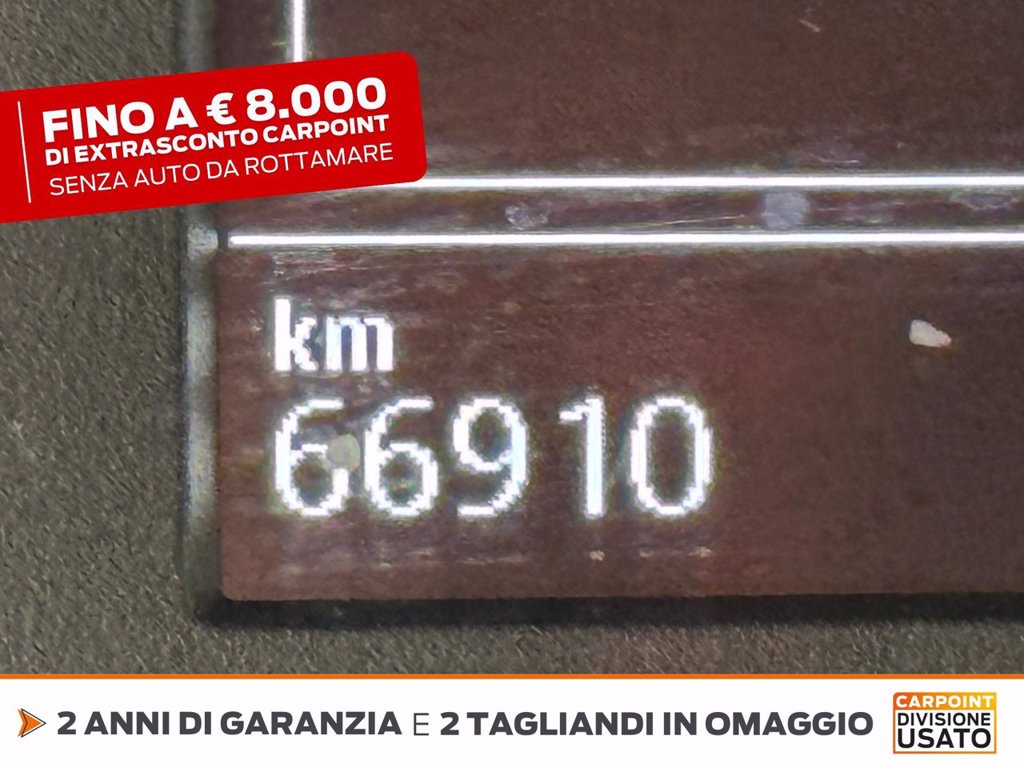 FINO A € 8.000
DI EXTRASCONTO CARPOINT
SENZA AUTO DA ROTTAMARE
km
66910
2 ANNI DI GARANZIA E 2 TAGLIANDI IN OMAGGIO
CARPOINT
DIVISIONE
USATO